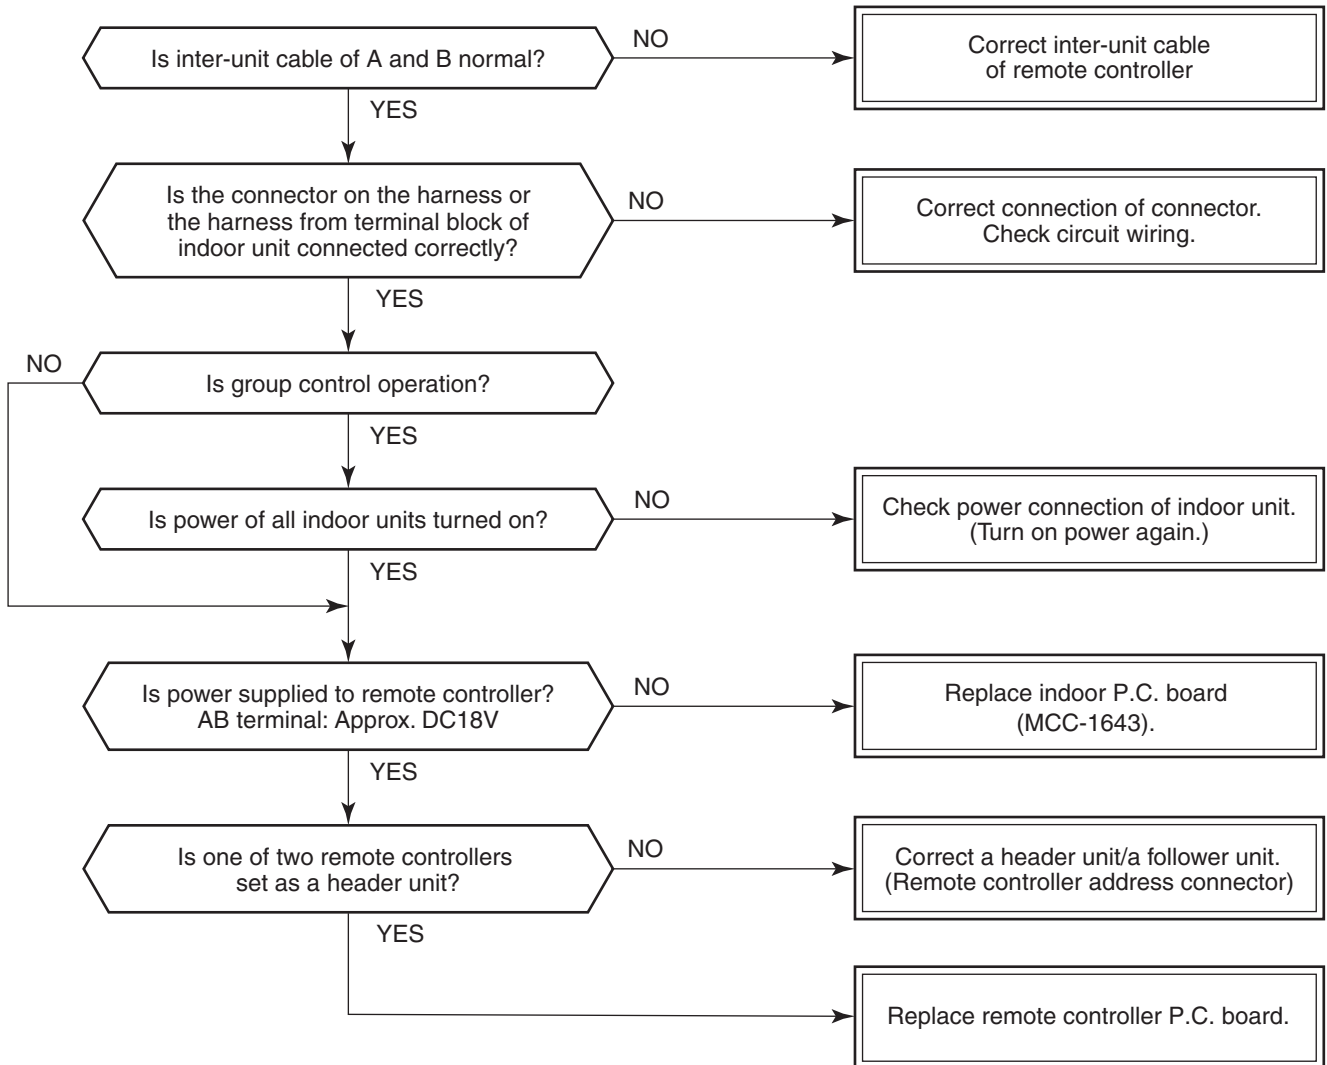 Is inter-unit cable of A and B normal?
NO
Correct inter-unit cable
of remote controller
YES
Is the connector on the harness or
the harness from terminal block of
indoor unit connected correctly?
NO
Correct connection of connector.
Check circuit wiring.
YES
NO
Is group control operation?
YES
Is power of all indoor units turned on?
NO
Check power connection of indoor unit.
(Turn on power again.)
YES
Is power supplied to remote controller?
AB terminal: Approx. DC18V
NO
Replace indoor P.C. board
(MCC-1643).
YES
Is one of two remote controllers
set as a header unit?
NO
Correct a header unit/a follower unit.
(Remote controller address connector)
YES
Replace remote controller P.C. board.